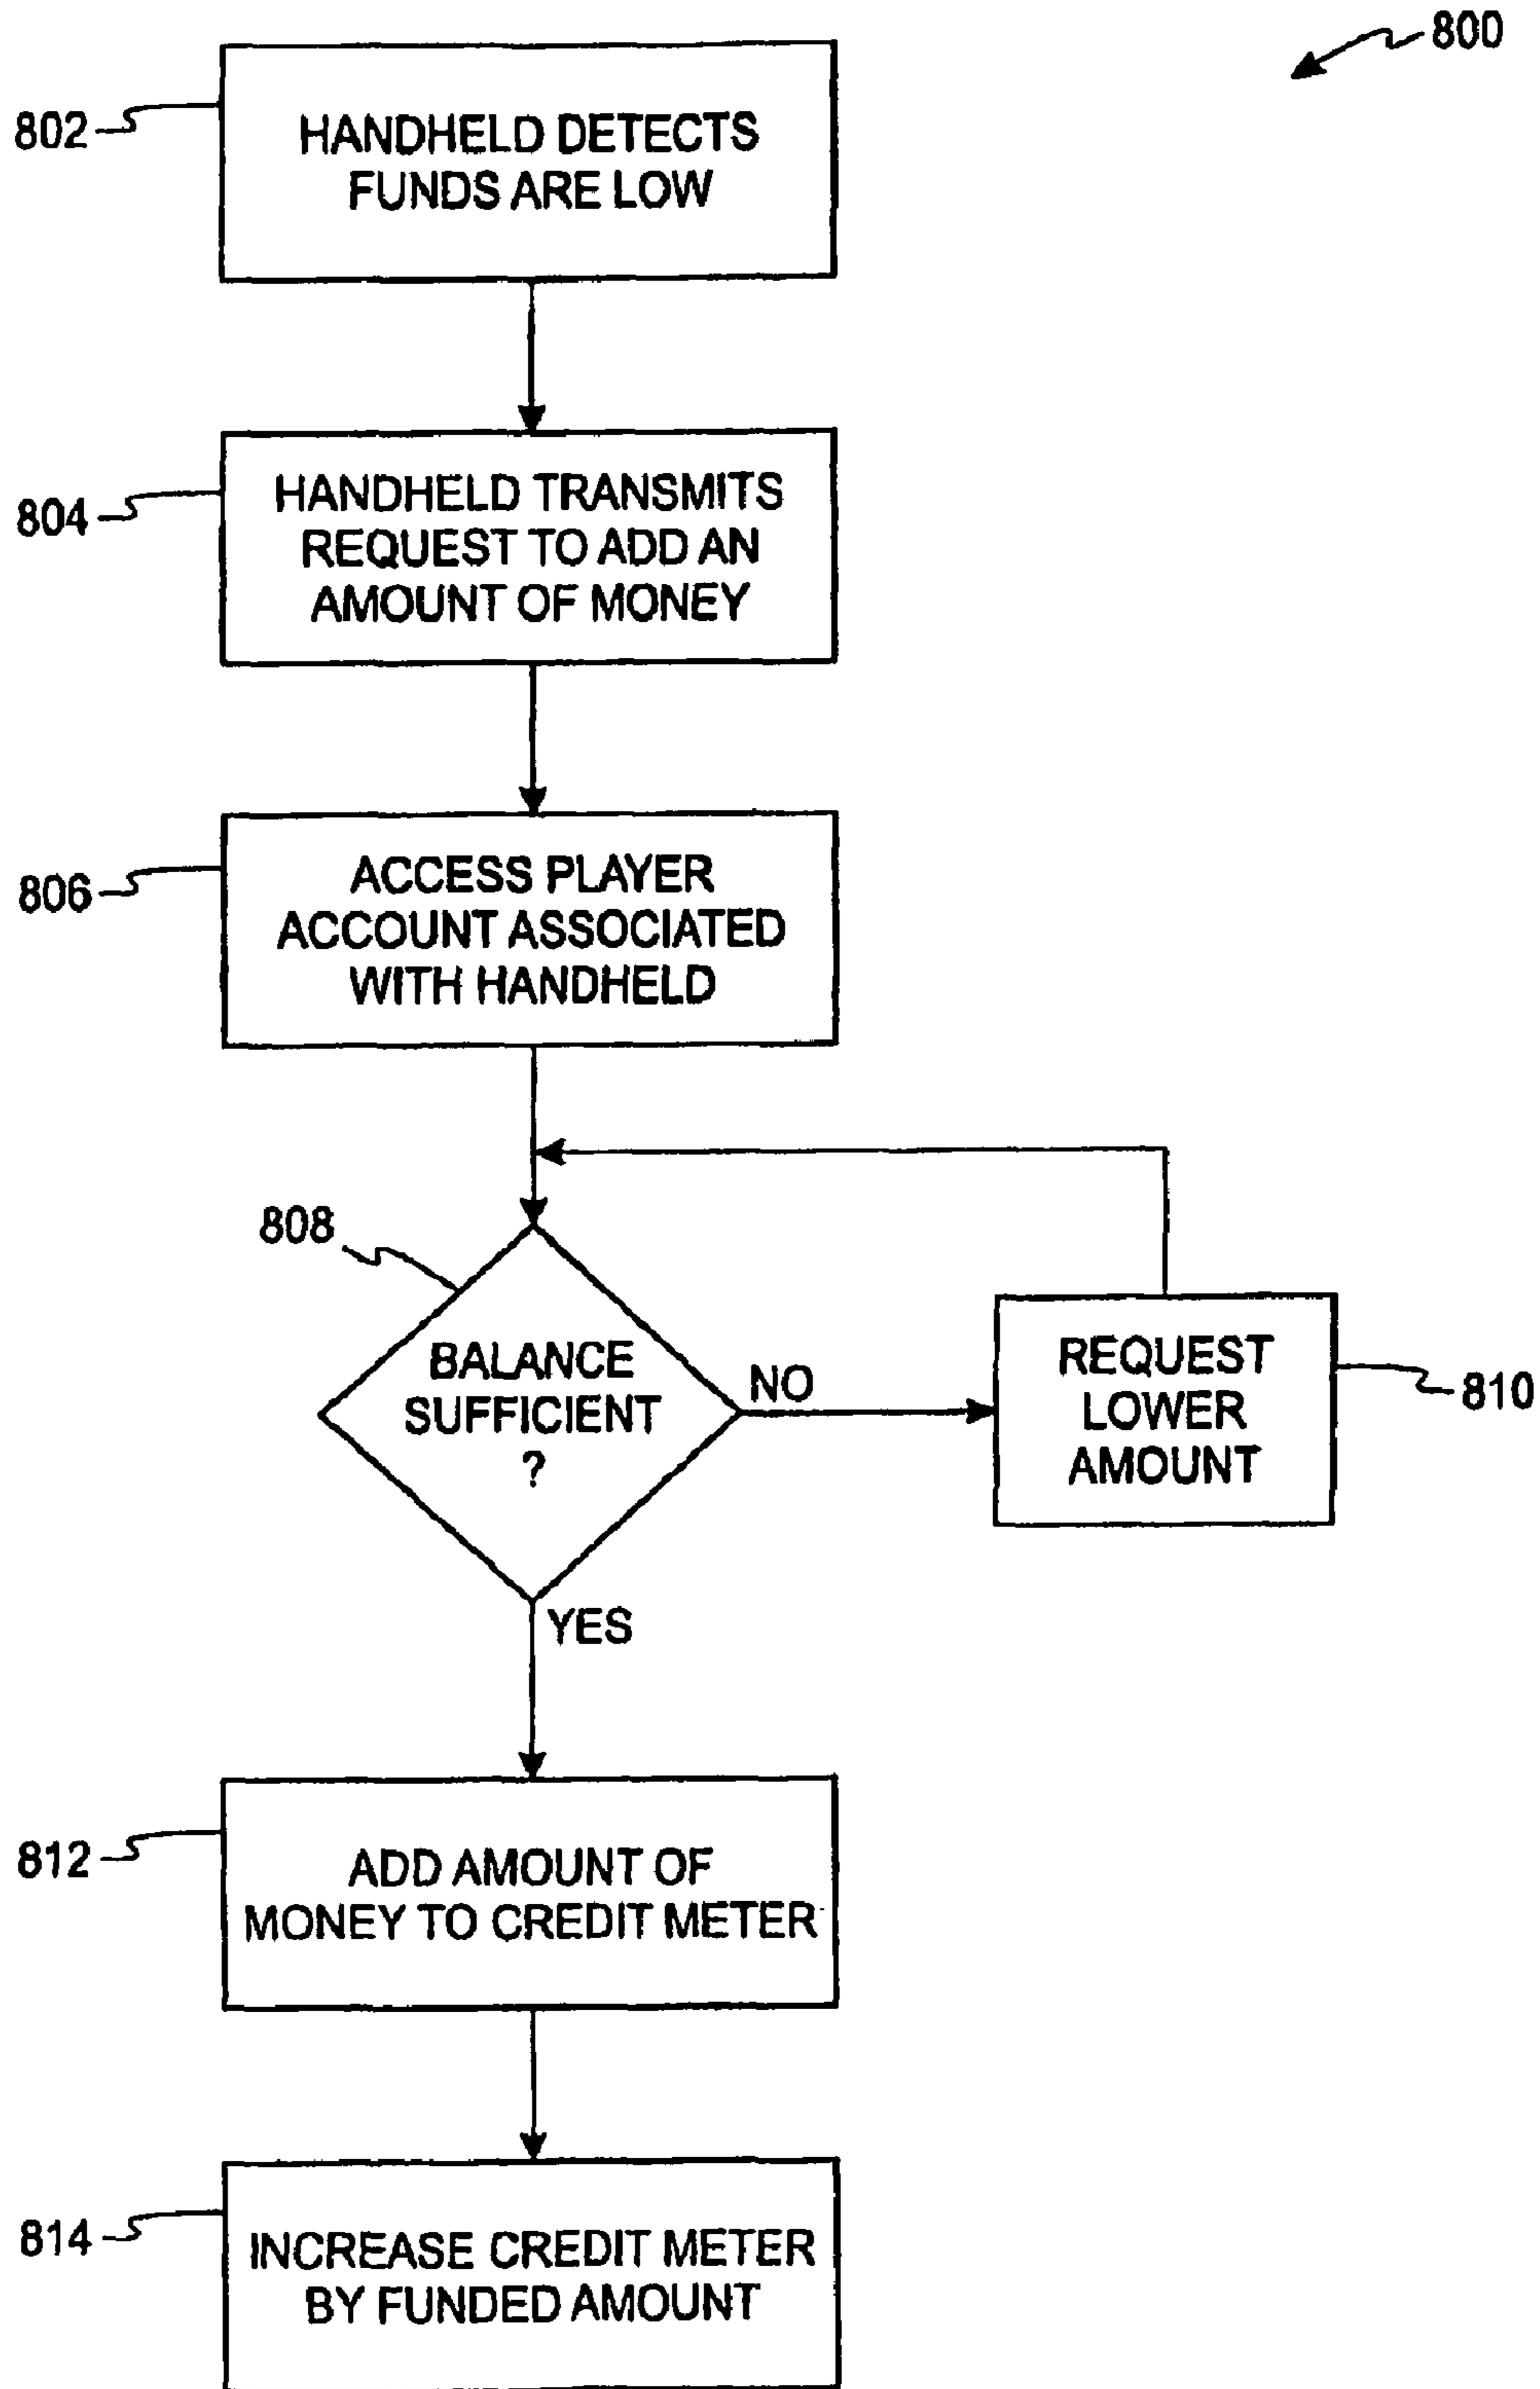 800
802
HANDHELD DETECTS
FUNDS ARE LOW
804
HANDHELD TRANSMITS
REQUEST TO ADD AN
AMOUNT OF MONEY
806
ACCESS PLAYER
ACCOUNT ASSOCIATED
WITH HANDHELD
808
BALANCE
SUFFICIENT
?
NO
REQUEST
LOWER
AMOUNT
810
YES
812
ADD AMOUNT OF
MONEY TO CREDIT METER
814
INCREASE CREDIT METER
BY FUNDED AMOUNT